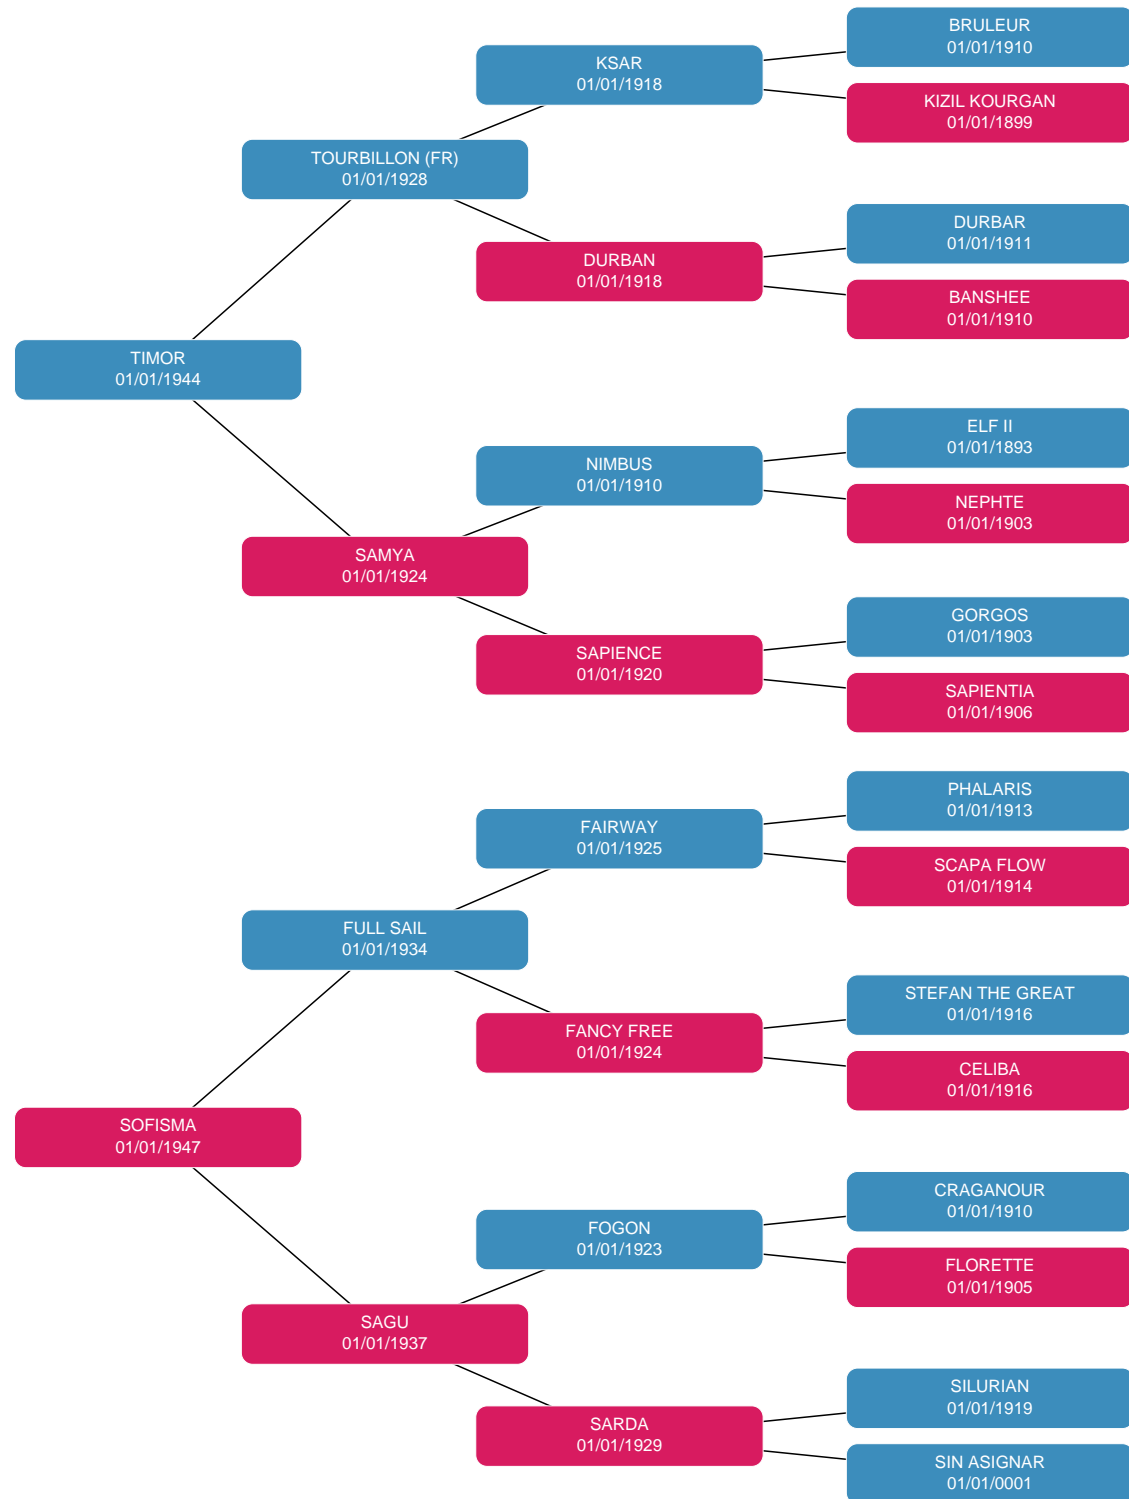 BRULEUR
01/01/1910
KSAR
01/01/1918
KIZIL KOURGAN
01/01/1899
TOURBILLON (FR)
01/01/1928
DURBAR
01/01/1911
DURBAN
01/01/1918
BANSHEE
01/01/1910
TIMOR
01/01/1944
ELF II
01/01/1893
NIMBUS
01/01/1910
NEPHTE
01/01/1903
SAMYA
01/01/1924
GORGOS
01/01/1903
SAPIENCE
01/01/1920
SAPIENTIA
01/01/1906
PHALARIS
01/01/1913
FAIRWAY
01/01/1925
SCAPA FLOW
01/01/1914
FULL SAIL
01/01/1934
STEFAN THE GREAT
01/01/1916
FANCY FREE
01/01/1924
CELIBA
01/01/1916
SOFISMA
01/01/1947
CRAGANOUR
01/01/1910
FOGON
01/01/1923
FLORETTE
01/01/1905
SAGU
01/01/1937
SILURIAN
01/01/1919
SARDA
01/01/1929
SIN ASIGNAR
01/01/0001